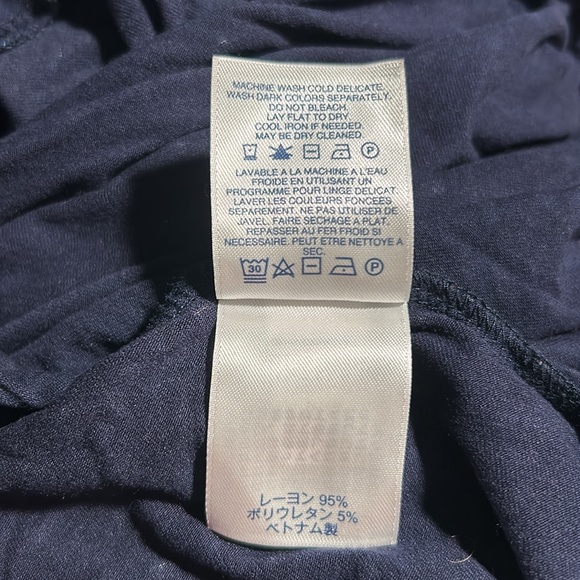 MACHINE WASH COLD DELICATE.
WASH DARK COLORS SEPARATELY.
DO NOT BLEACH.
LAY FLAT TO DRY.
COOL IRON IF NEEDED.
MAY BE DRY CLEANED.
P
LAVABLE A LA MACHINE A L'EAU
FROIDE EN UTILISANT UN
PROGRAMME POUR LINGE DELICAT.
LAVER LES COULEURS FONCÉES
SEPAREMENT. NE PAS UTILISER DE
JAVEL. FAIRE SECHAGE A PLAT.
REPASSER AU FER FROID SI
NECESSAIRE. PEUT ETRE NETTOYE A
SEC.
30 P
レーヨン 95%
ポリウレタン 5%
ベトナム製